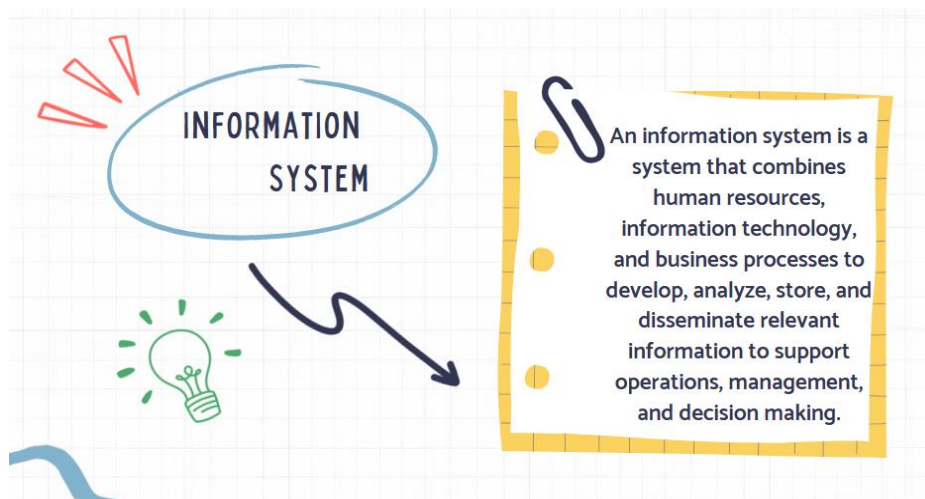 INFORMATION
SYSTEM
An information system is a
system that combines
human resources,
information technology,
and business processes to
develop, analyze, store, and
disseminate relevant
information to support
operations, management,
and decision making.